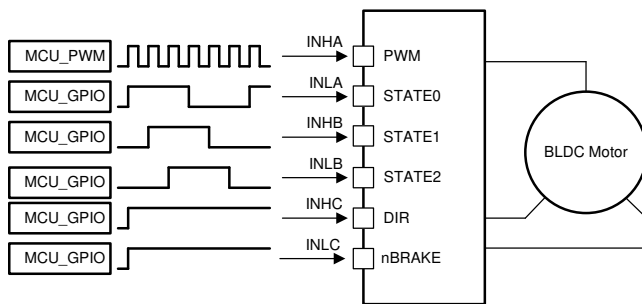 MCU_PWM INHA PWM
MCU_GPIO INLA STATE0
MCU_GPIO INHB STATE1
BLDC Motor
MCU_GPIO INLB STATE2
MCU_GPIO INHC DIR
MCU_GPIO INLC nBRAKE